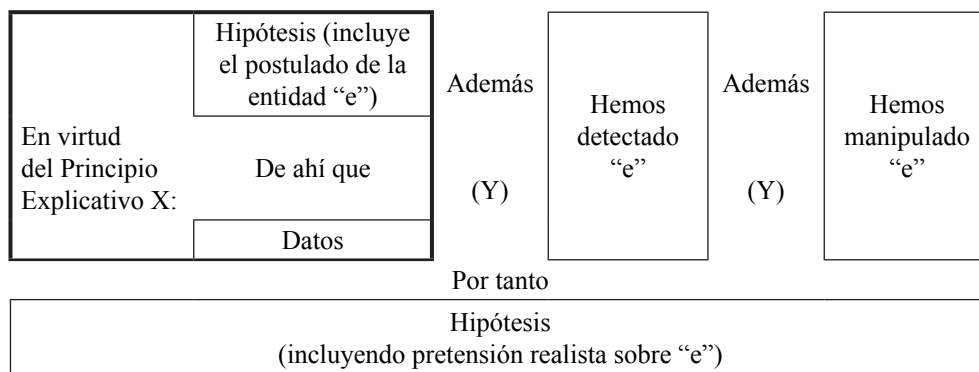 En virtud
del Principio
Explicativo X:
Hipótesis (incluye
el postulado de la
entidad “e”)
De ahí que
Datos
Además
(Y)
Hemos
detectado
“e”
Además
(Y)
Hemos
manipulado
“e”
Por tanto
Hipótesis
(incluyendo pretensión realista sobre “e”)